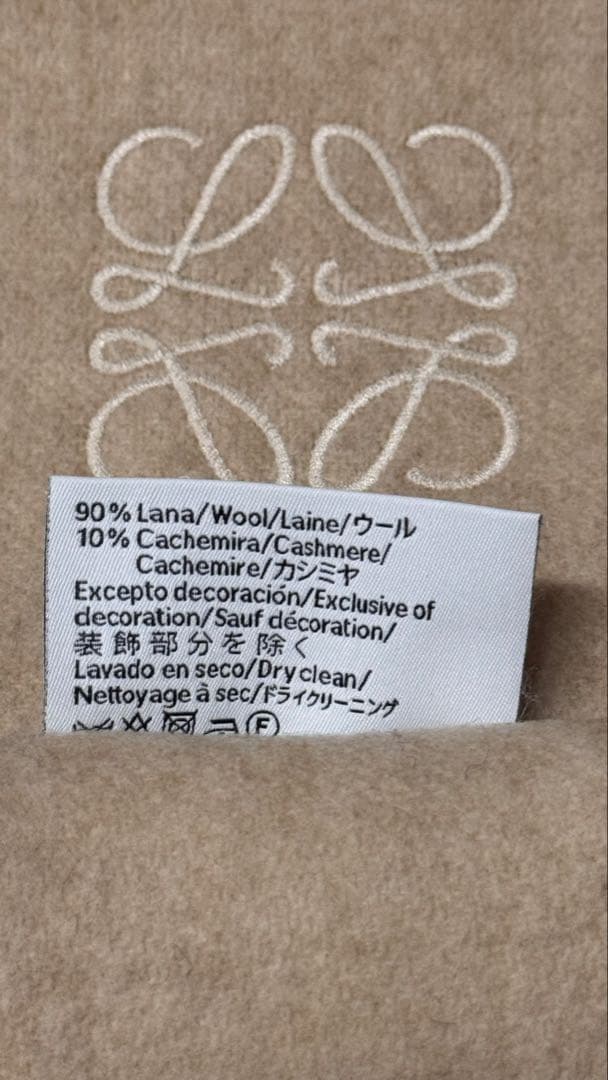 90% Lana/Wool/Laine/ウール
10% Cachemira/Cashmere/
Cachemire/カシミヤ
Excepto decoración/Exclusive of
decoration/Sauf décoration/
装飾部分を除く
Lavado en seco/Dry clean/
Nettoyage à sec/ドライクリーニング
F